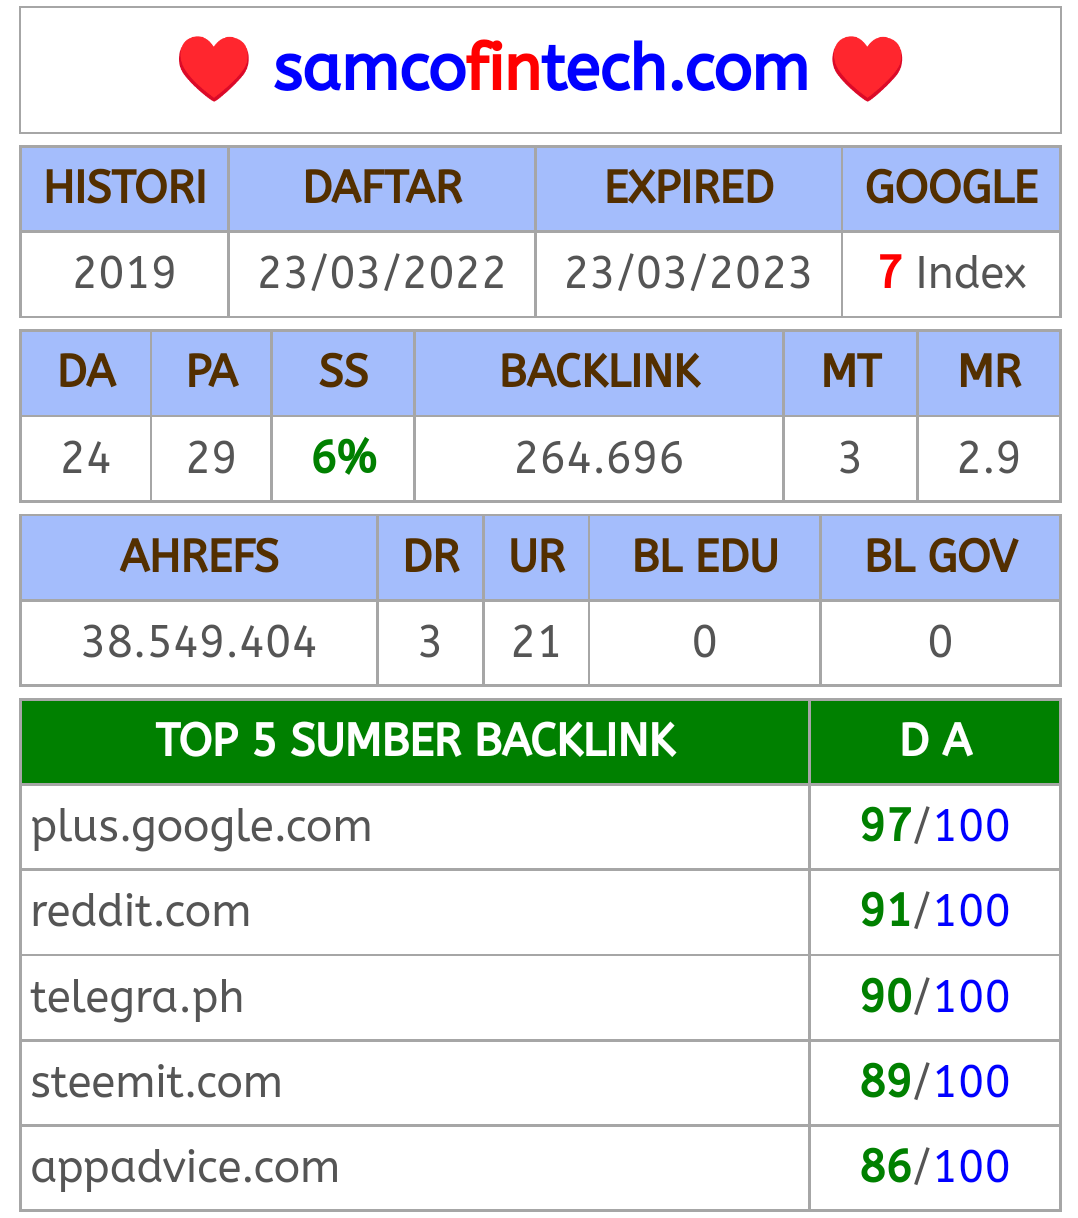 samcofintech.com
HISTORI DAFTAR EXPIRED GOOGLE
2019 23/03/2022 23/03/2023 7 Index
DA PA SS BACKLINK MT MR
24 29 6% 264.696 3 2.9
AHREFS DR UR BL EDU BL GOV
38.549.404 3 21 0 0
TOP 5 SUMBER BACKLINK D A
plus.google.com 97/100
reddit.com 91/100
telegra.ph 90/100
steemit.com 89/100
appadvice.com 86/100